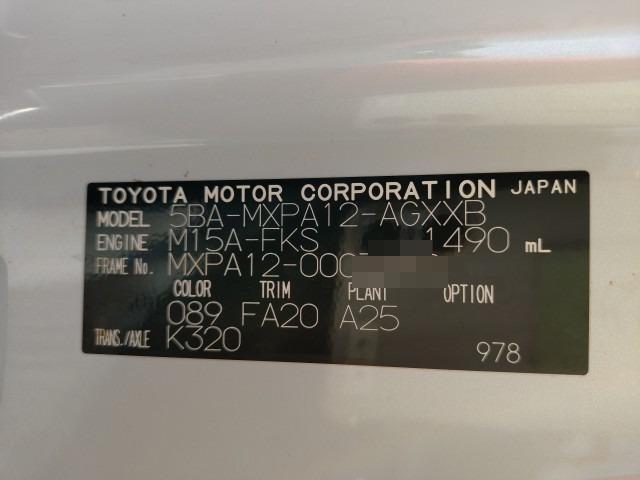 TOYOTA MOTOR CORPORATION JAPAN
MODEL 5BA-MXPA12-AGXXB
ENGINE M15A-FKS 1490 mL
FRAME No. MXPA12-000
COLOR TRIM PLANT OPTION
089 FA20 A25
TRANS./AXLE K320
978